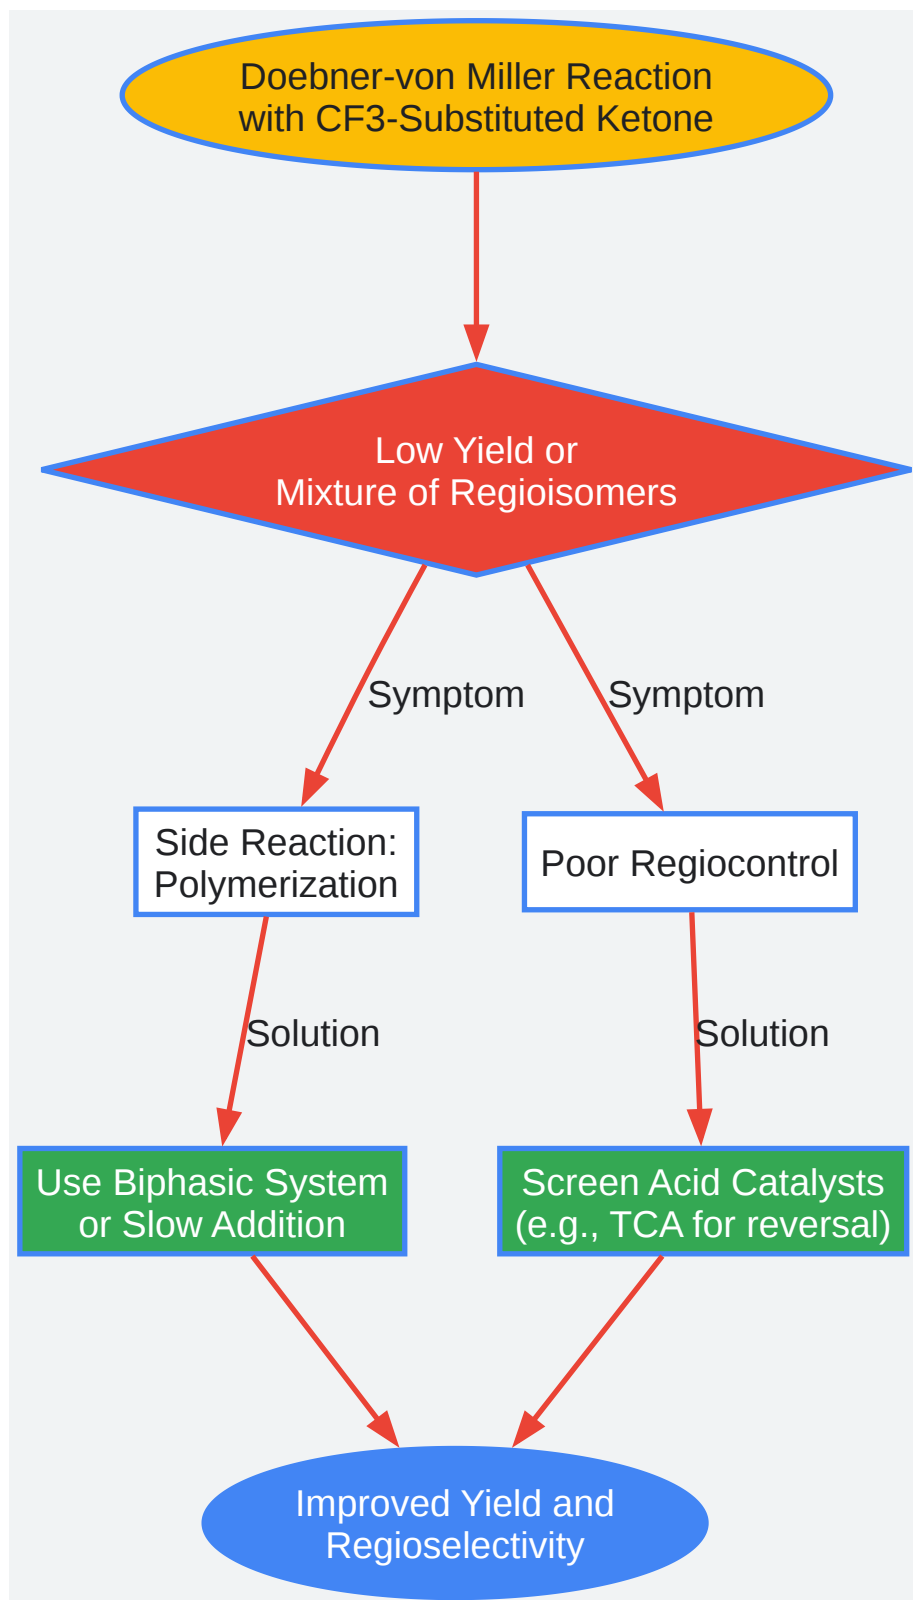 Doebner-von Miller Reaction
with CF3-Substituted Ketone
Low Yield or
Mixture of Regioisomers
Symptom
Symptom
Side Reaction:
Polymerization
Poor Regiocontrol
Solution
Solution
Use Biphasic System
or Slow Addition
Screen Acid Catalysts
(e.g., TCA for reversal)
Improved Yield and
Regioselectivity